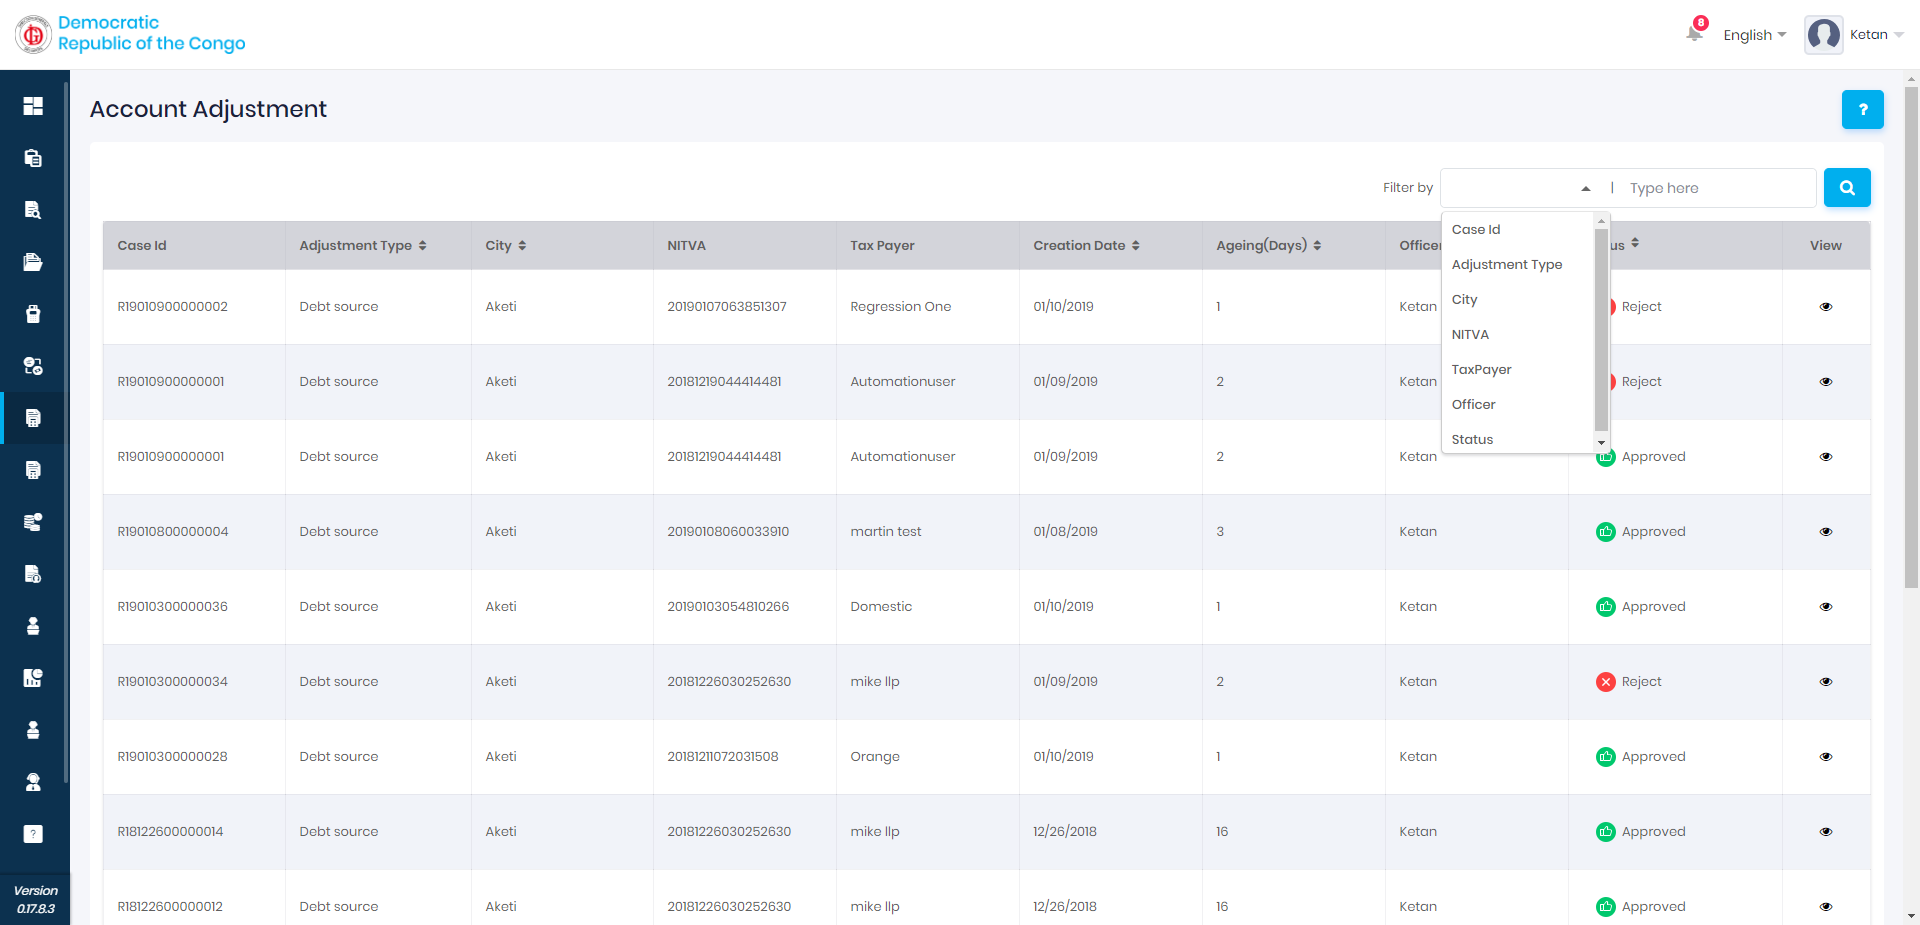 Democratic
Republic of the Congo
8
English
Ketan
Account Adjustment
?
Filter by
|
Type here
Case Id
Adjustment Type
City
NITVA
TaxPayer
Officer
Status
Case Id Adjustment Type City NITVA Tax Payer Creation Date Ageing(Days) Officer us View
R19010900000002 Debt source Aketi 20190107063851307 Regression One 01/10/2019 1 Ketan Reject
R19010900000001 Debt source Aketi 20181219044414481 Automationuser 01/09/2019 2 Ketan Reject
R19010900000001 Debt source Aketi 20181219044414481 Automationuser 01/09/2019 2 Ketan Approved
R19010800000004 Debt source Aketi 20190108060033910 martin test 01/08/2019 3 Ketan Approved
R19010300000036 Debt source Aketi 20190103054810266 Domestic 01/10/2019 1 Ketan Approved
R19010300000034 Debt source Aketi 20181226030252630 mike llp 01/09/2019 2 Ketan Reject
R19010300000028 Debt source Aketi 20181211072031508 Orange 01/10/2019 1 Ketan Approved
R18122600000014 Debt source Aketi 20181226030252630 mike llp 12/26/2018 16 Ketan Approved
R18122600000012 Debt source Aketi 20181226030252630 mike llp 12/26/2018 16 Ketan Approved
?
Version
0.17.8.3